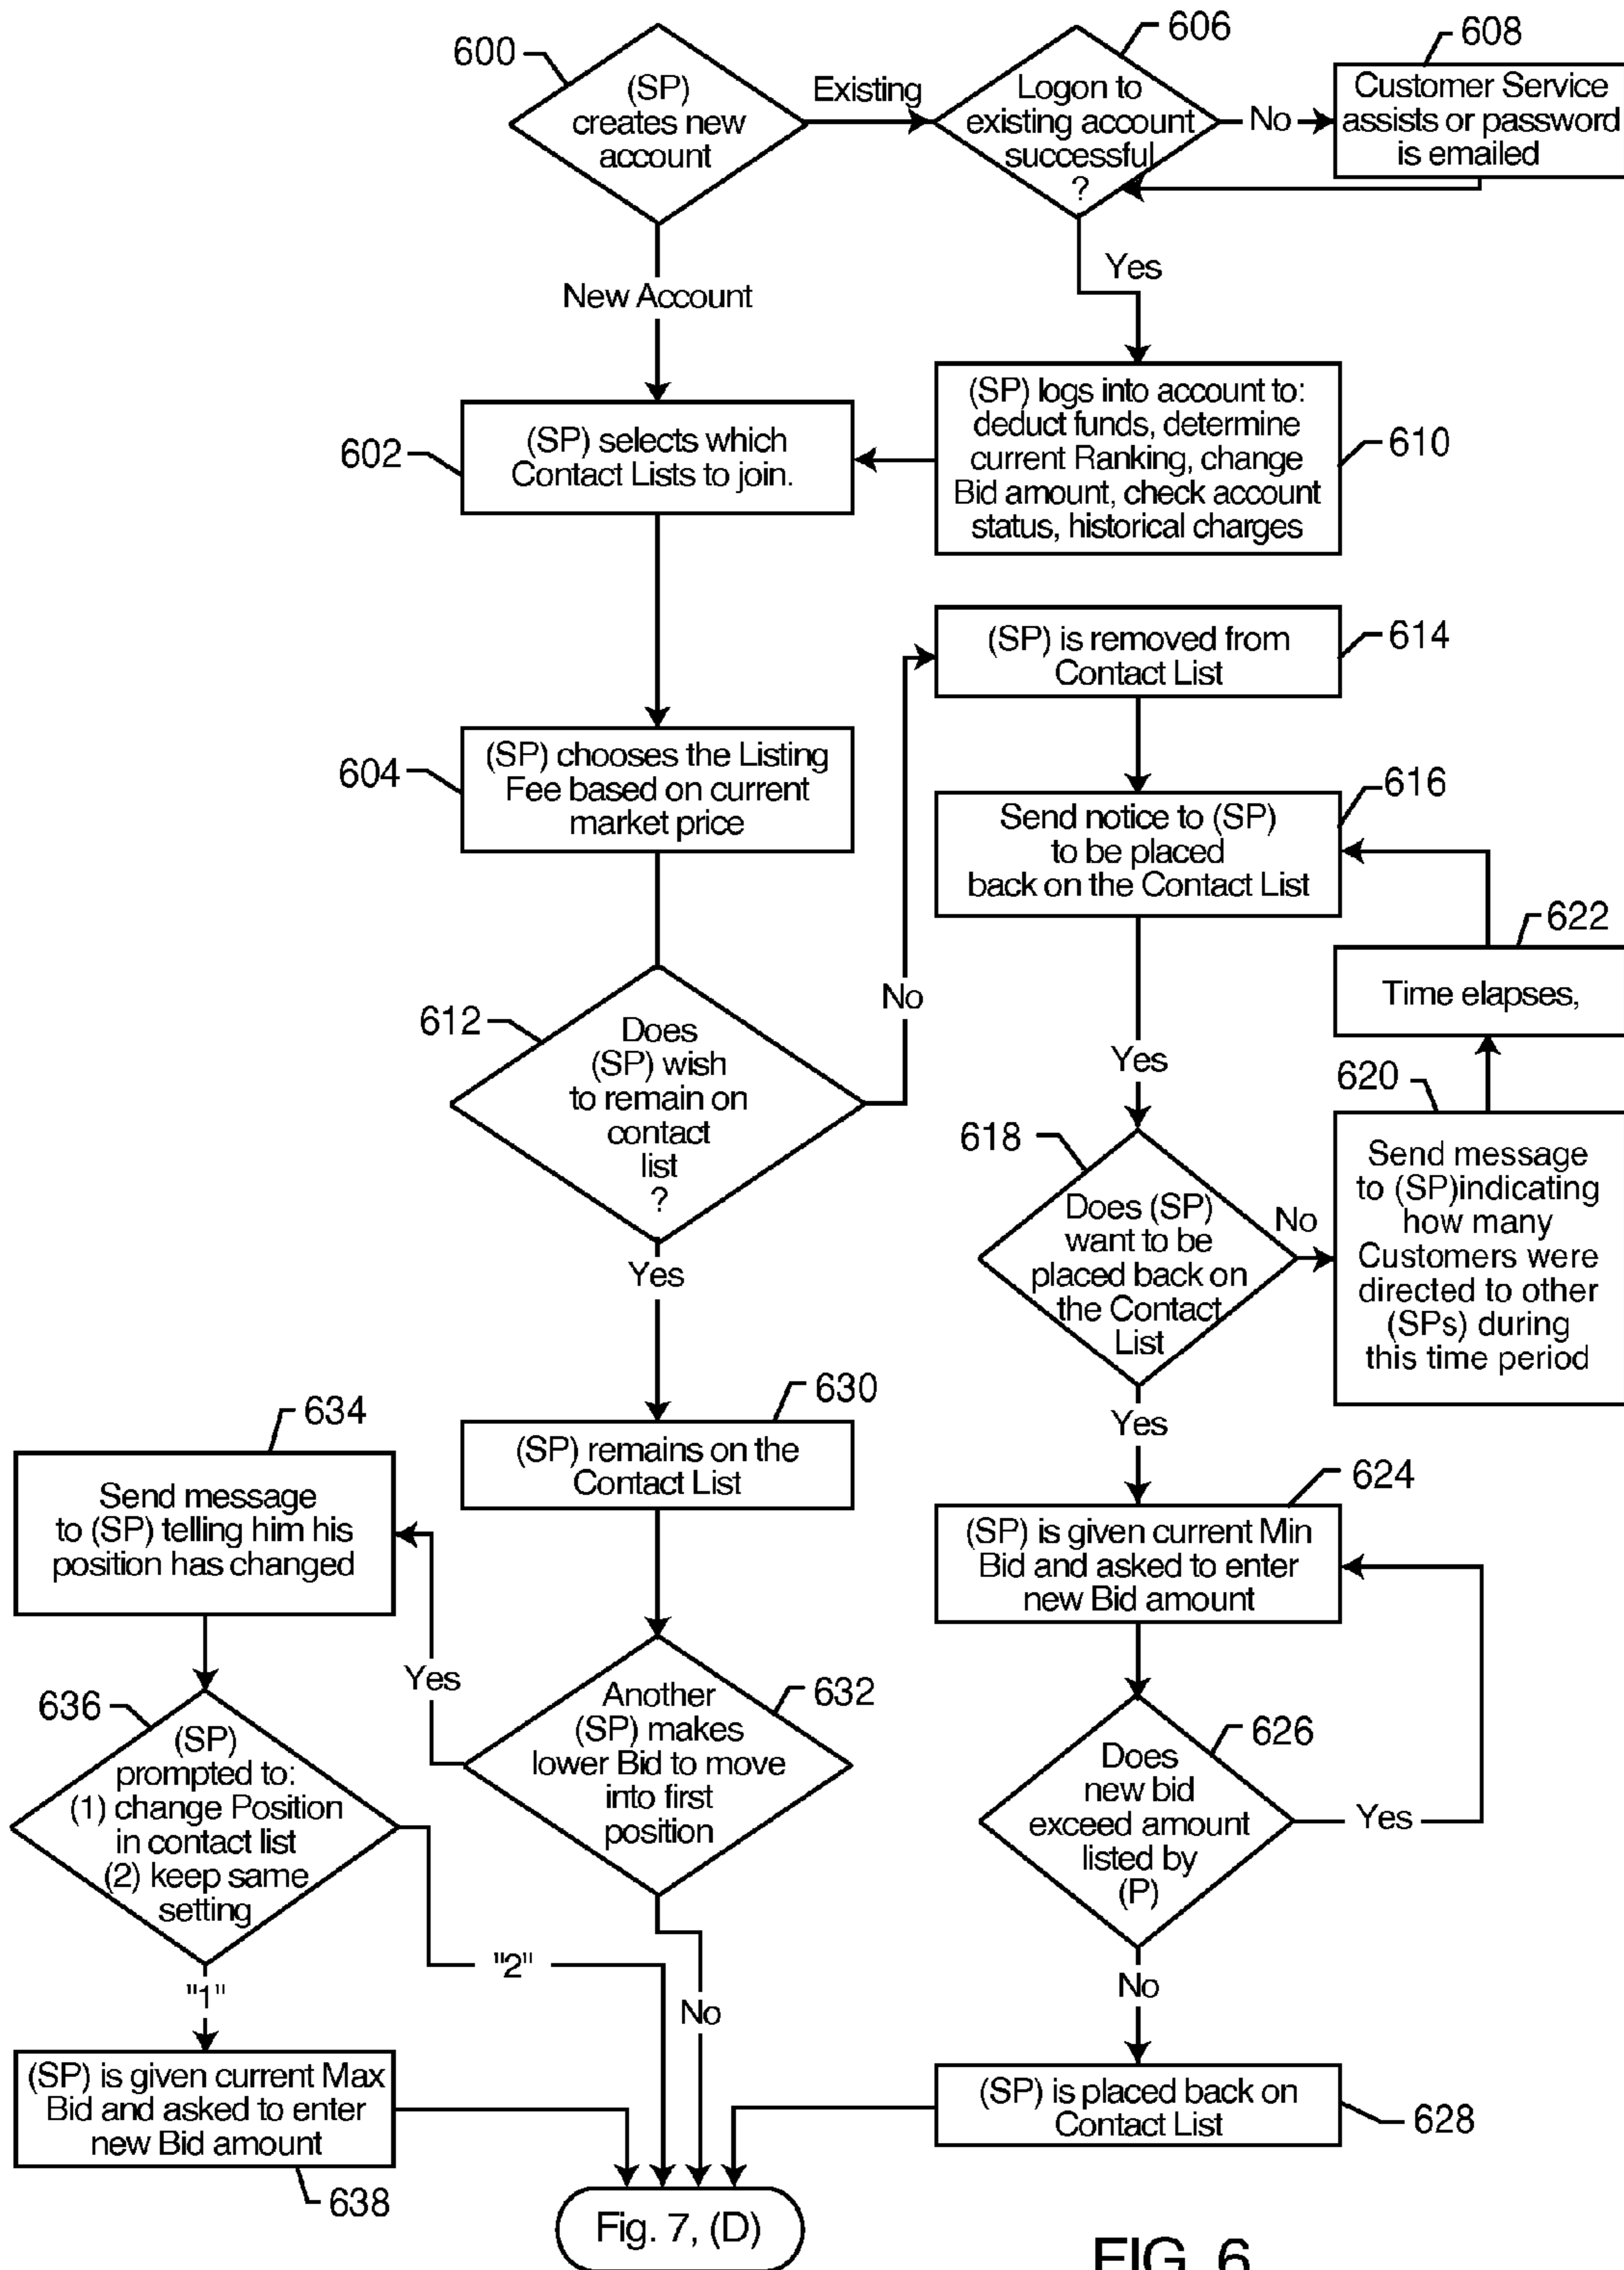 600
(SP)
creates new
account
Existing
606
Logon to
existing account
successful
?
No
608
Customer Service
assists or password
is emailed
New Account
Yes
602
(SP) selects which
Contact Lists to join.
(SP) logs into account to:
deduct funds, determine
current Ranking, change
Bid amount, check account
status, historical charges
610
(SP) is removed from
Contact List
614
604
(SP) chooses the Listing
Fee based on current
market price
616
Send notice to (SP)
to be placed
back on the Contact List
622
Time elapses,
No
612
Does
(SP) wish
to remain on
contact
list
?
Yes
620
Send message
to (SP)indicating
how many
Customers were
directed to other
(SPs) during
this time period
618
Does (SP)
want to be
placed back on
the Contact
List
No
Yes
Yes
630
(SP) remains on the
Contact List
634
Send message
to (SP) telling him his
position has changed
624
(SP) is given current Min
Bid and asked to enter
new Bid amount
Yes
632
Another
(SP) makes
lower Bid to move
into first
position
636
(SP)
prompted to:
(1) change Position
in contact list
(2) keep same
setting
626
Does
new bid
exceed amount
listed by
(P)
Yes
"2"
"1"
No
No
(SP) is given current Max
Bid and asked to enter
new Bid amount
638
(SP) is placed back on
Contact List
628
Fig. 7, (D)
FIG. 6